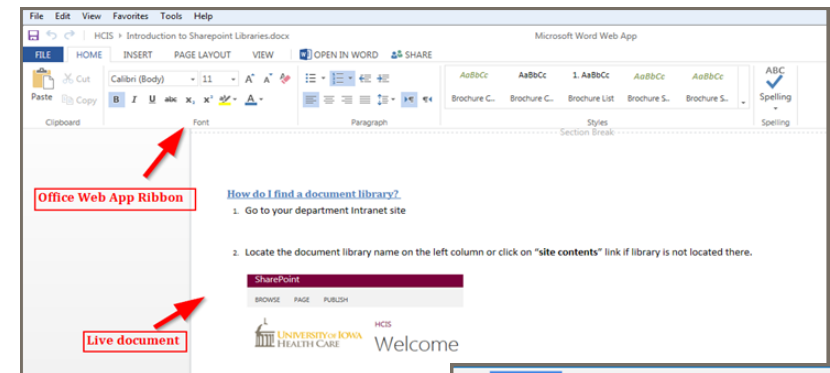 File Edit View Favorites Tools Help
HCIS ▸ Introduction to Sharepoint Libraries.docx Microsoft Word Web App
FILE HOME INSERT PAGE LAYOUT VIEW OPEN IN WORD SHARE
Paste Cut Copy Calibri (Body) 11 A A B I U abc x₂ x² ab A AaBbCc AaBbCc 1. AaBbCc AaBbCc AaBbCc ABC
Brochure C... Brochure C... Brochure List Brochure S... Brochure S... Spelling
Clipboard Font Paragraph Styles Spelling
Section Break
Office Web App Ribbon
How do I find a document library?
1. Go to your department Intranet site
2. Locate the document library name on the left column or click on "site contents" link if library is not located there.
SharePoint
BROWSE PAGE PUBLISH
Live document
UNIVERSITY OF IOWA
HEALTH CARE
HCIS
Welcome